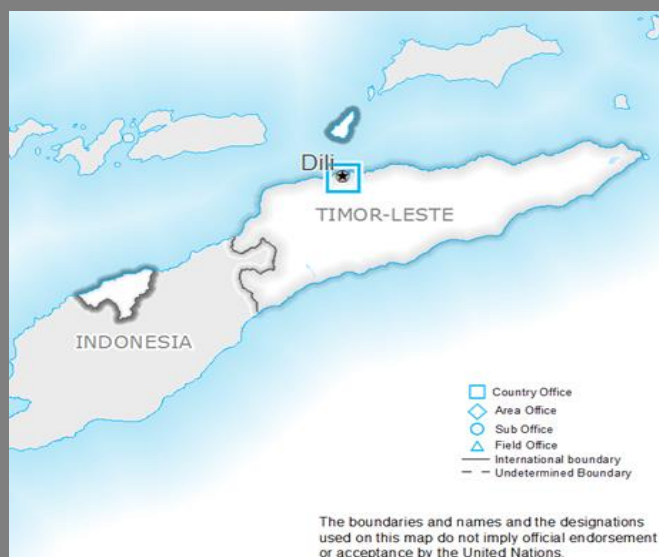 Dili
TIMOR-LESTE
INDONESIA
Country Office
Area Office
Sub Office
Field Office
International boundary
Undetermined Boundary
The boundaries and names and the designations
used on this map do not imply official endorsement
or acceptance by the United Nations.